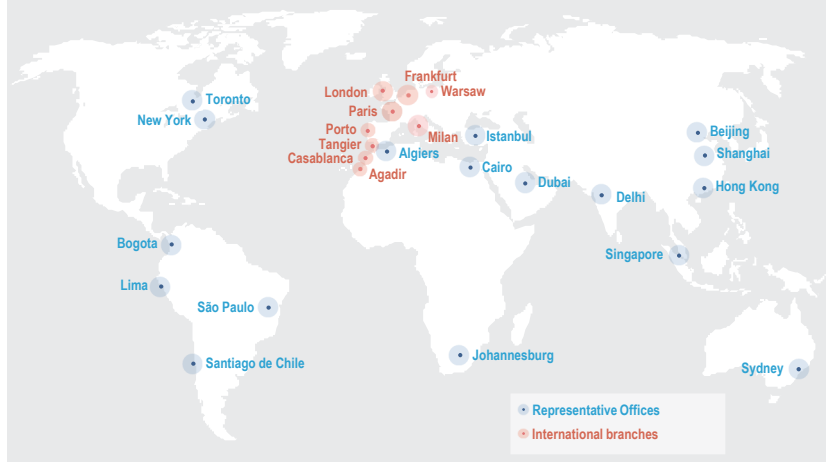 Frankfurt
London
Warsaw
Toronto
Paris
New York
Porto
Beijing
Milan
Istanbul
Tangier
Algiers
Shanghai
Casablanca
Cairo
Agadir
Dubai
Hong Kong
Delhi
Bogota
Singapore
Lima
São Paulo
Johannesburg
Santiago de Chile
Sydney
Representative Offices
International branches